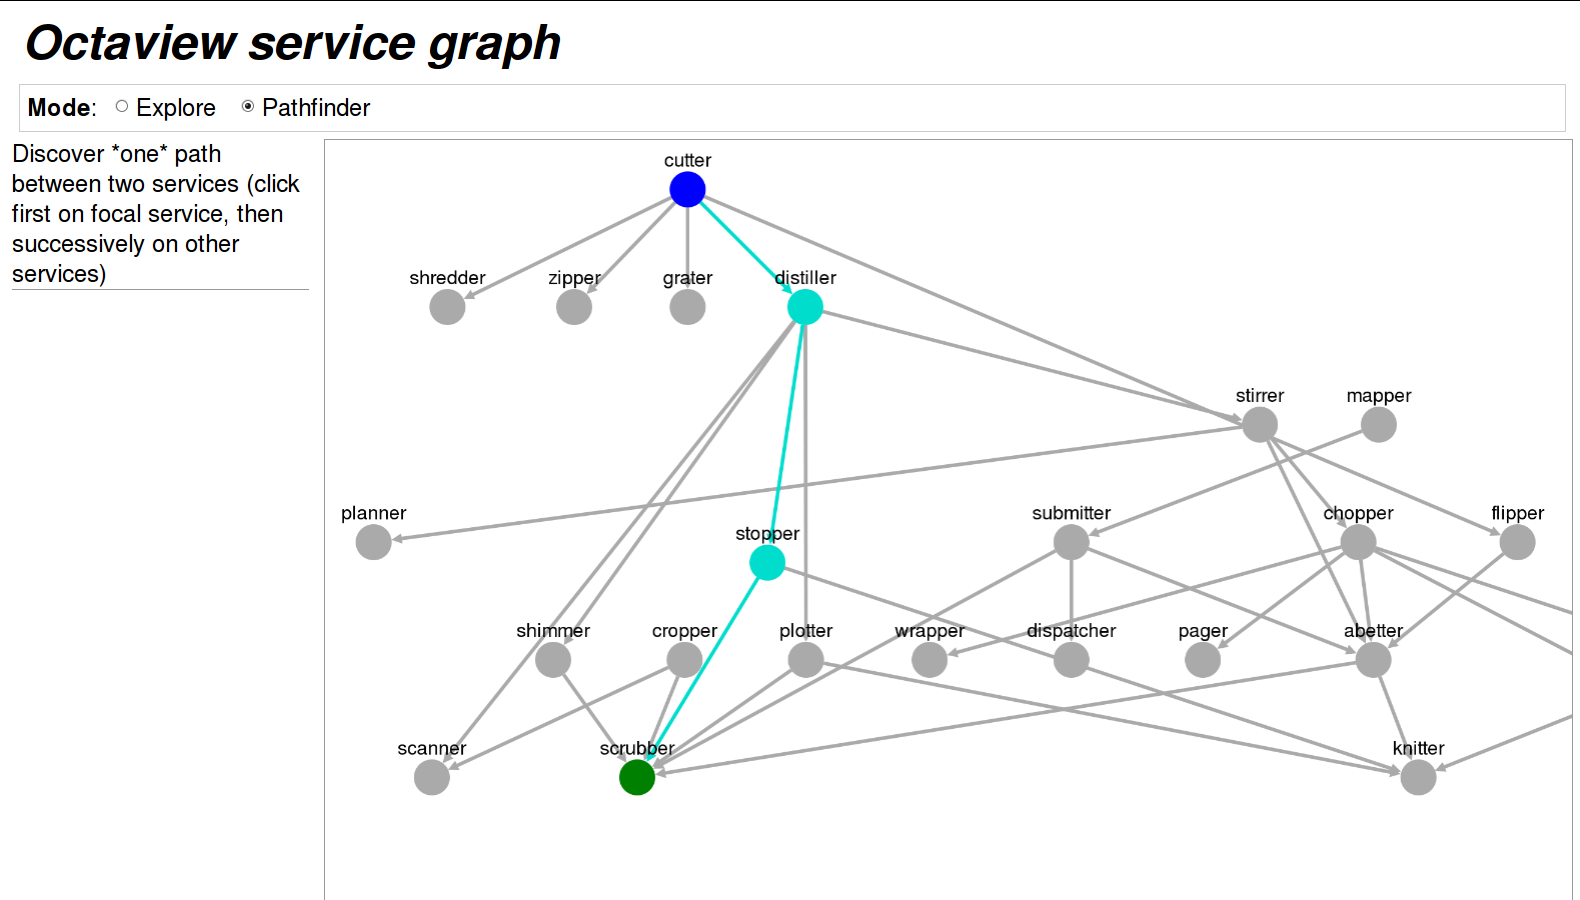 Octaview service graph
Mode: Explore Pathfinder
Discover *one* path
between two services (click
first on focal service, then
successively on other
services)
cutter
shredder zipper grater distiller
stirrer mapper
planner submitter chopper flipper
stopper
shimmer cropper plotter wrapper dispatcher pager abetter
scanner scrubber knitter